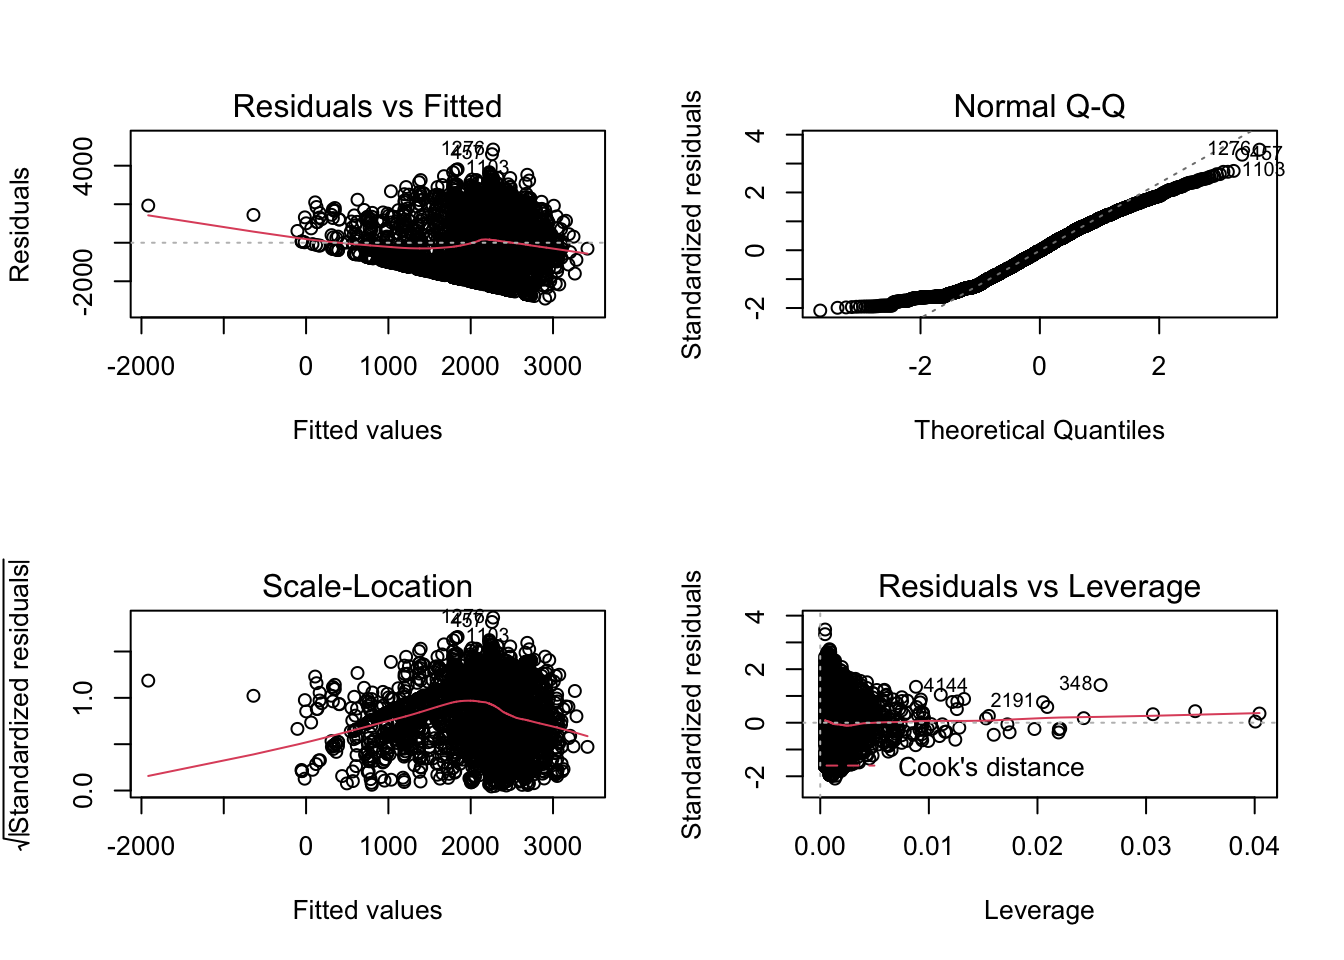 Residuals vs Fitted
Residuals
4000
-2000
1276
457
1103
-2000 0 1000 2000 3000
Fitted values
Normal Q-Q
Standardized residuals
4
2
0
-2
1276
457
1103
-2 0 2
Theoretical Quantiles
Scale-Location
√|Standardized residuals|
1.0
0.0
1276
457
1103
-2000 0 1000 2000 3000
Fitted values
Residuals vs Leverage
Standardized residuals
4
2
0
-2
4144
2191
348
Cook's distance
0.00 0.01 0.02 0.03 0.04
Leverage